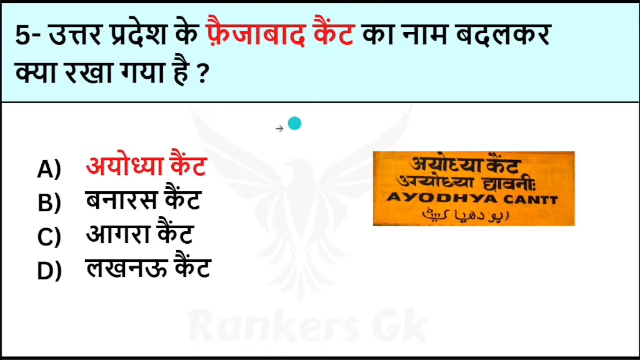 5- उत्तर प्रदेश के फ़ैजाबाद कैंट का नाम बदलकर
क्या रखा गया है ?
A) अयोध्या कैंट
B) बनारस कैंट
C) आगरा कैंट
D) लखनऊ कैंट
अयोध्या कैंट
अयोध्या छावनीः
AYODHYA CANTT
Rankers Gk